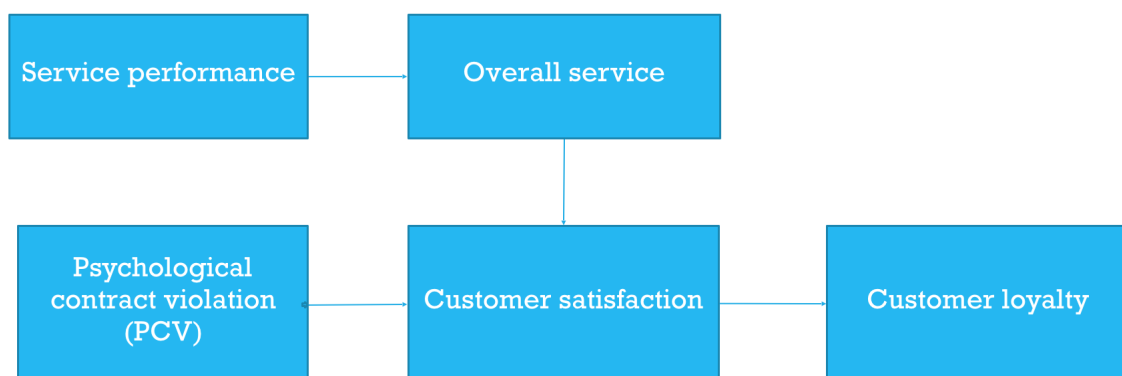 Service performance
Overall service
Psychological
contract violation
(PCV)
Customer satisfaction
Customer loyalty